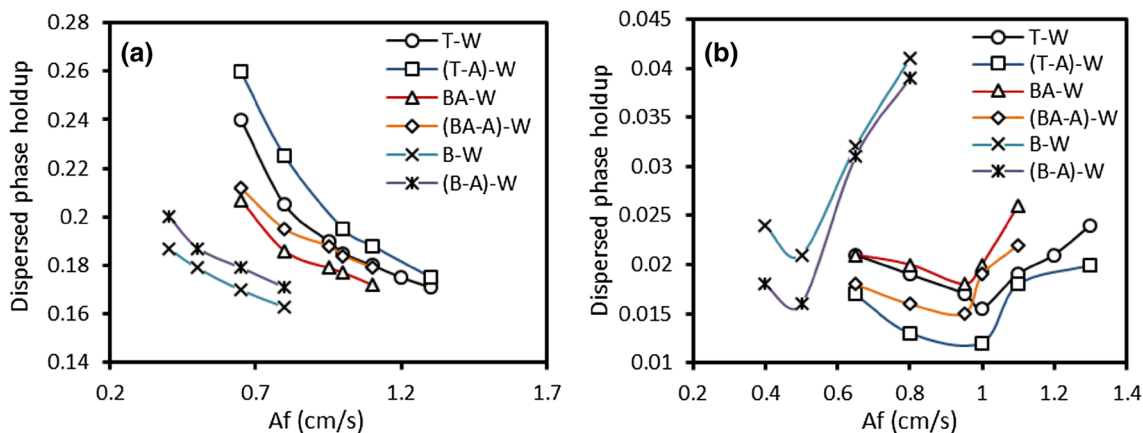 0.28
0.26
0.24
0.22
0.2
0.18
0.16
0.14
Dispersed phase holdup
(a)
T-W
(T-A)-W
BA-W
(BA-A)-W
B-W
(B-A)-W
0.2 0.7 1.2 1.7
Af (cm/s)
0.045
0.04
0.035
0.03
0.025
0.02
0.015
0.01
Dispersed phase holdup
(b)
T-W
(T-A)-W
BA-W
(BA-A)-W
B-W
(B-A)-W
0.2 0.4 0.6 0.8 1 1.2 1.4
Af (cm/s)